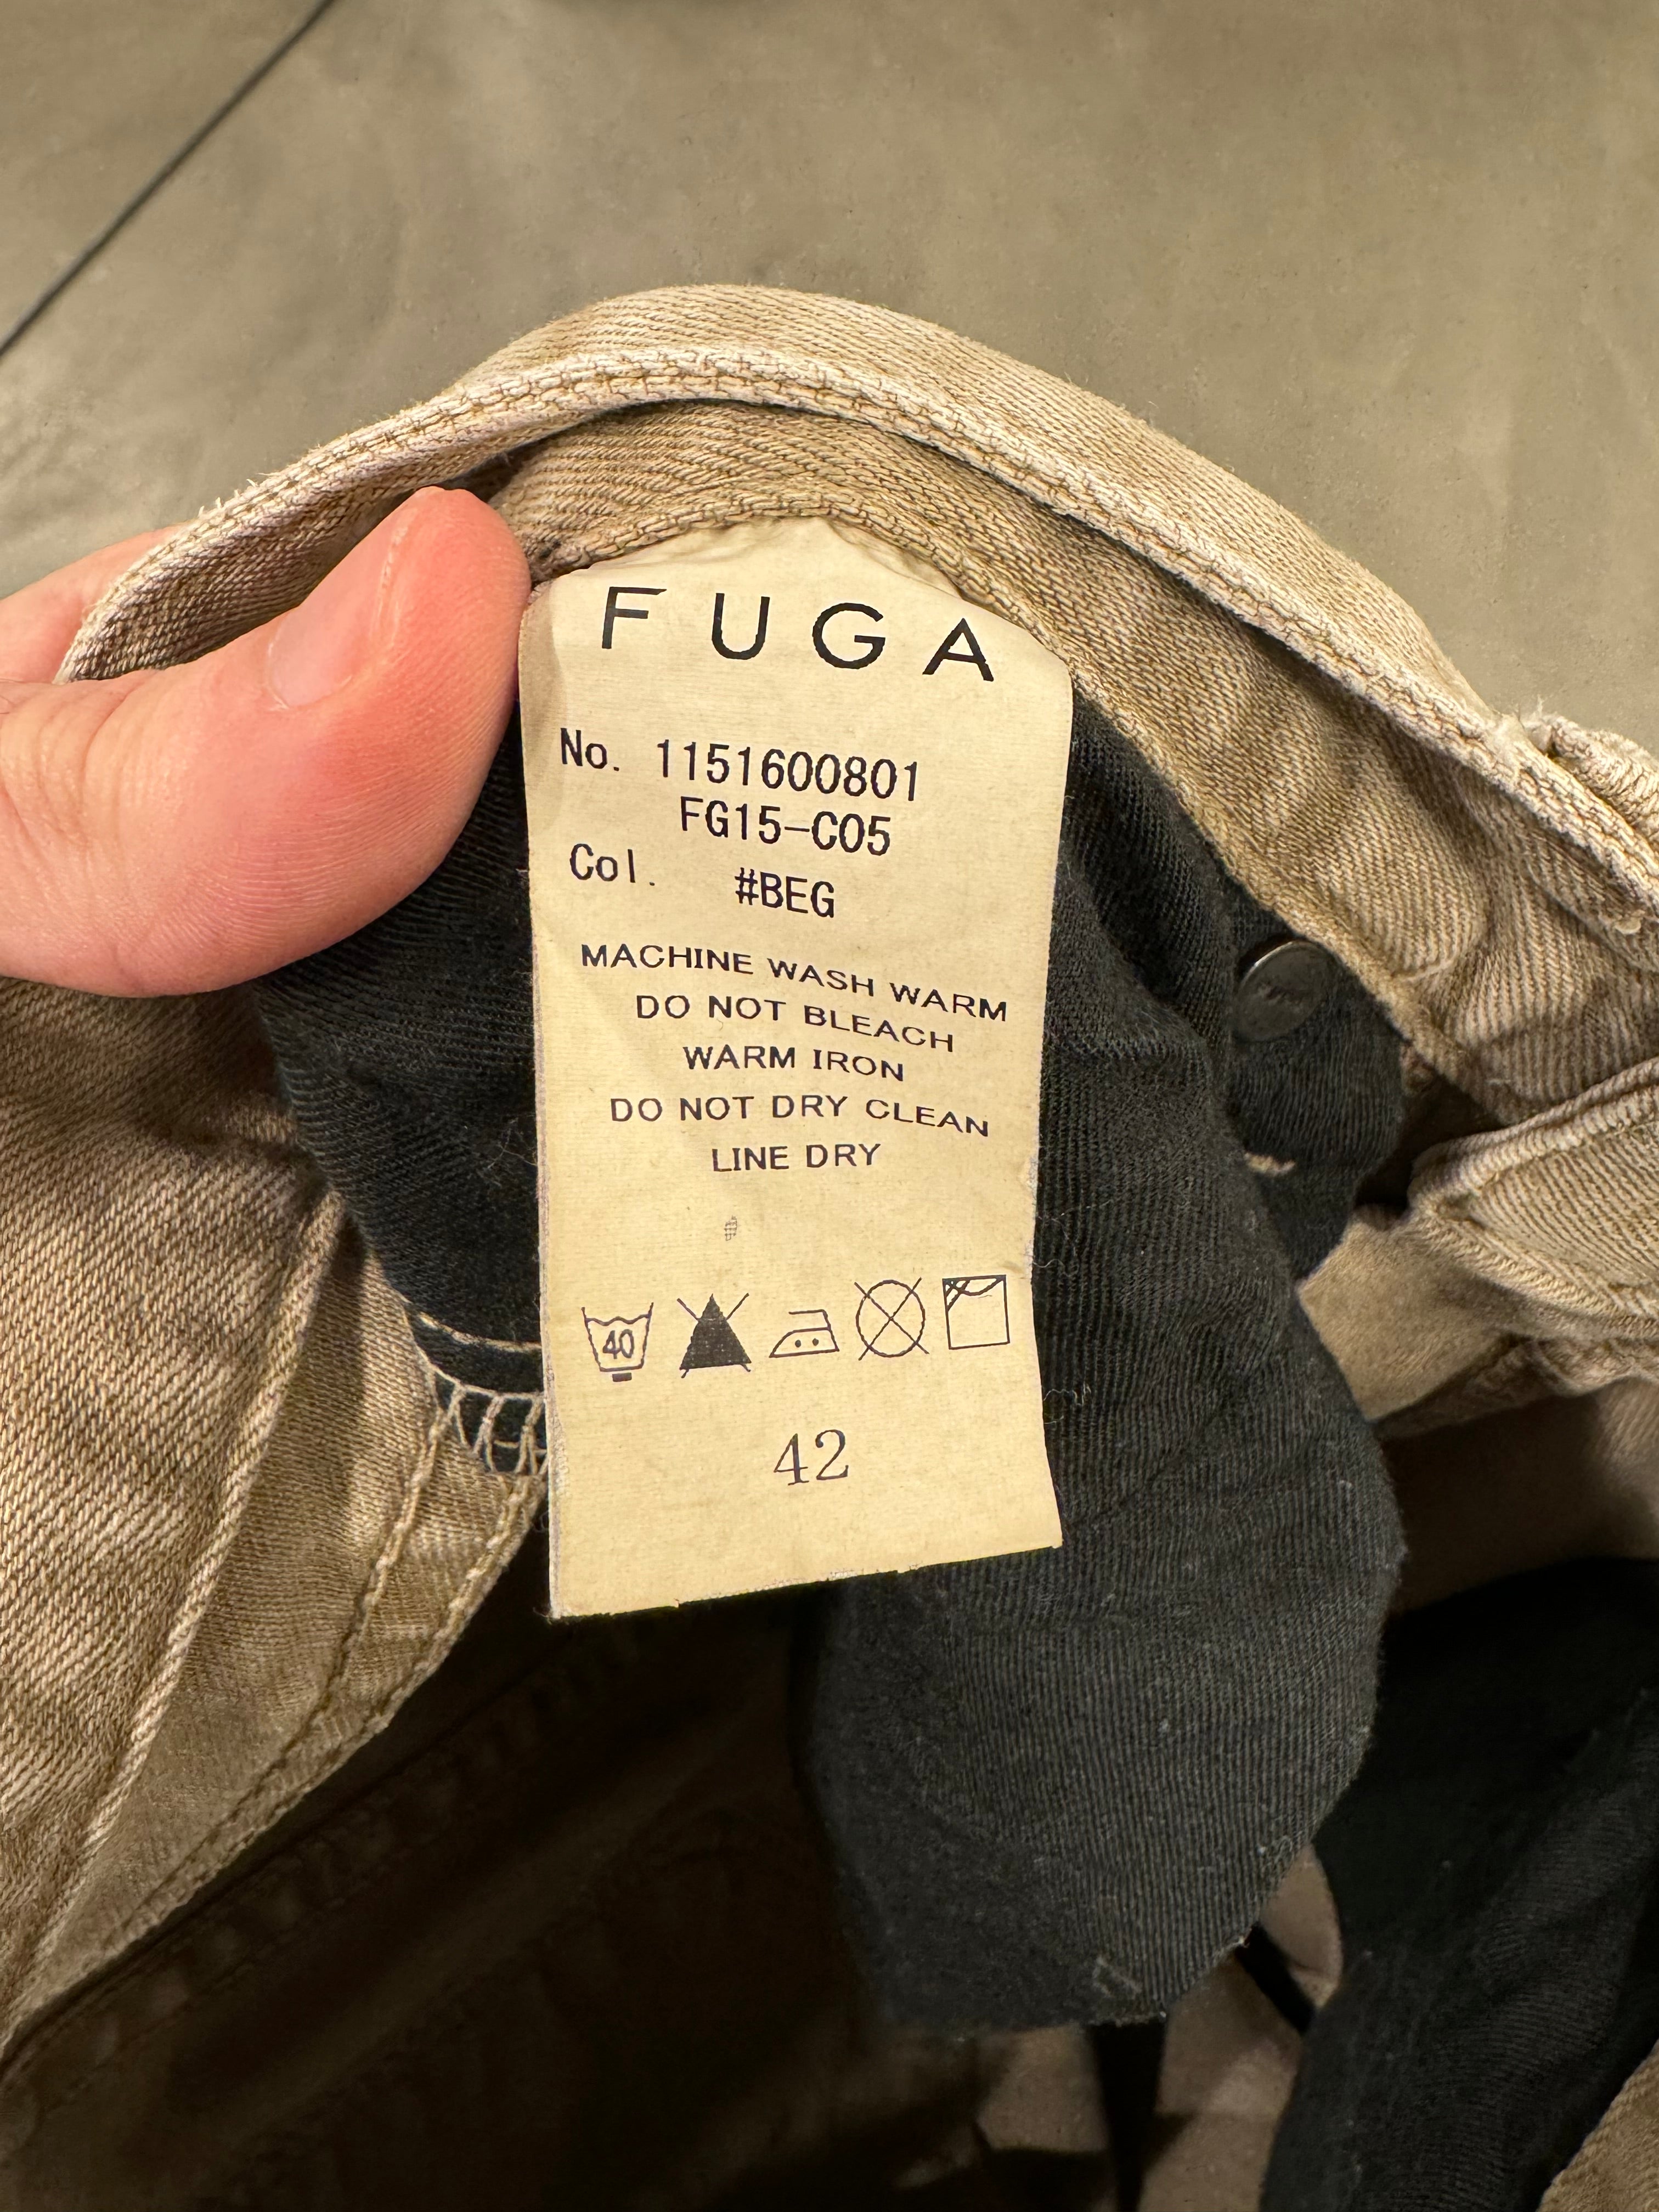 FUGA
No. 1151600801
FG15-C05
Col. #BEG
MACHINE WASH WARM
DO NOT BLEACH
WARM IRON
DO NOT DRY CLEAN
LINE DRY
40
42